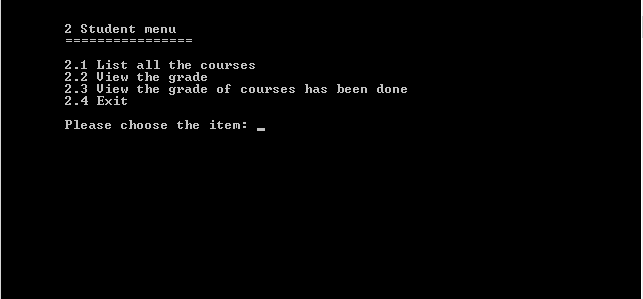 2 Student menu
================
2.1 List all the courses
2.2 View the grade
2.3 View the grade of courses has been done
2.4 Exit
Please choose the item: _